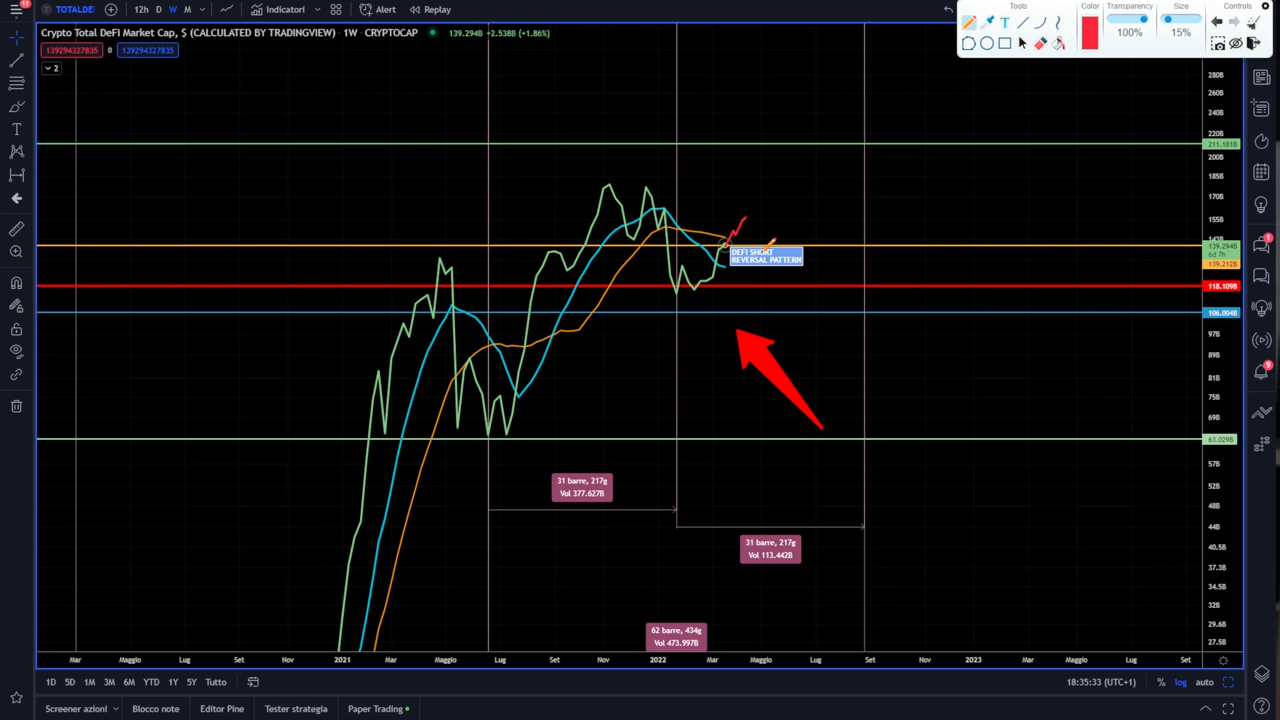 11
TOTALDEI
12h D W M
Indicatori
Alert
Replay
Tools
Color
Transparency
Size
Controls
100%
15%
Crypto Total DeFi Market Cap, $ (CALCULATED BY TRADINGVIEW) · 1W · CRYPTOCAP
139.294B +2.538B (+1.86%)
139294327835 0 139294327835
2
280B
260B
240B
220B
211.181B
200B
185B
170B
155B
139.294B
6d 7h
139.212B
118.109B
106.004B
97B
89B
81B
75B
69B
63.029B
57B
52B
48B
44B
40.5B
37.3B
34.5B
32B
29.6B
27.5B
DEFI SHORT
REVERSAL PATTERN
31 barre, 217g
Vol 377.627B
31 barre, 217g
Vol 113.442B
62 barre, 434g
Vol 473.997B
1
9
Mar Maggio Lug Set Nov 2021 Mar Maggio Lug Set Nov 2022 Mar Maggio Lug Set 2023 Mar Maggio Lug Set
1D 5D 1M 3M 6M YTD 1Y 5Y Tutto
18:35:33 (UTC+1) % log auto
Screener azioni Blocco note Editor Pine Tester strategia Paper Trading